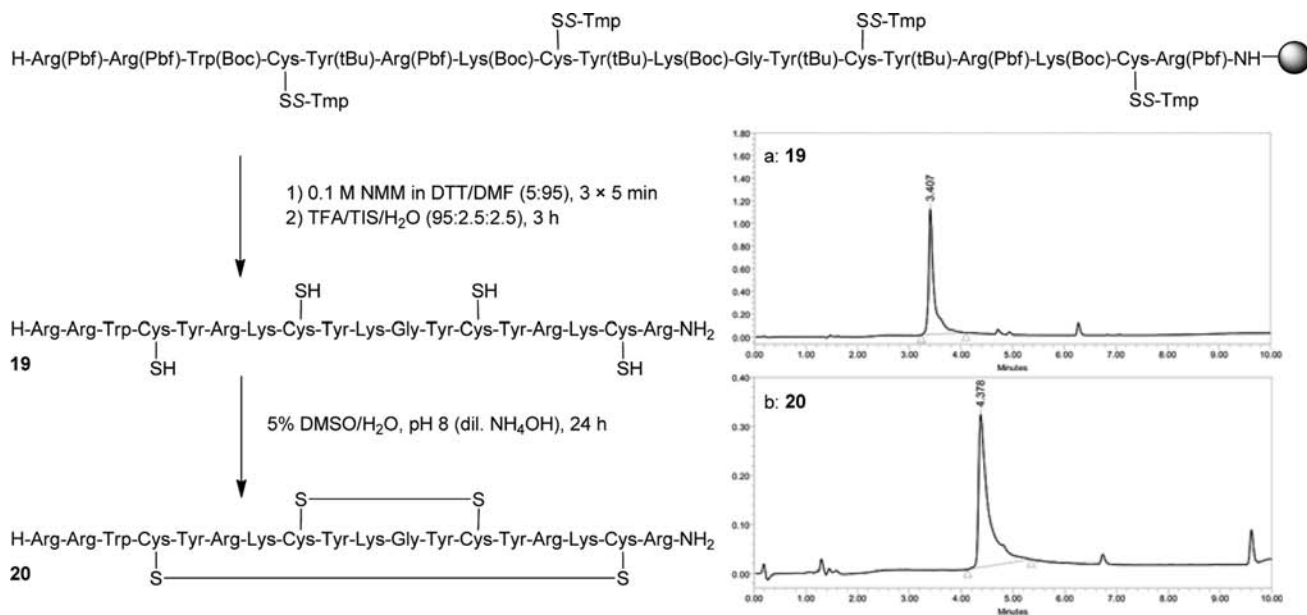 SS-Tmp
SS-Tmp
H-Arg(Pbf)-Arg(Pbf)-Trp(Boc)-Cys-Tyr(tBu)-Arg(Pbf)-Lys(Boc)-Cys-Tyr(tBu)-Lys(Boc)-Gly-Tyr(tBu)-Cys-Tyr(tBu)-Arg(Pbf)-Lys(Boc)-Cys-Arg(Pbf)-NH
SS-Tmp
SS-Tmp
1) 0.1 M NMM in DTT/DMF (5:95), 3 × 5 min
2) TFA/TIS/H₂O (95:2.5:2.5), 3 h
SH
SH
H-Arg-Arg-Trp-Cys-Tyr-Arg-Lys-Cys-Tyr-Lys-Gly-Tyr-Cys-Tyr-Arg-Lys-Cys-Arg-NH₂
19
SH
SH
5% DMSO/H₂O, pH 8 (dil. NH₄OH), 24 h
S
S
H-Arg-Arg-Trp-Cys-Tyr-Arg-Lys-Cys-Tyr-Lys-Gly-Tyr-Cys-Tyr-Arg-Lys-Cys-Arg-NH₂
20
S
S
a: 19
3.407
1.80
1.60
1.40
1.20
1.00
0.80
0.60
0.40
0.20
0.00
0.00 1.00 2.00 3.00 4.00 5.00 6.00 7.00 8.00 9.00 10.00
Minutes
b: 20
4.378
0.40
0.30
0.20
0.10
0.00
0.00 1.00 2.00 3.00 4.00 5.00 6.00 7.00 8.00 9.00 10.00
Minutes